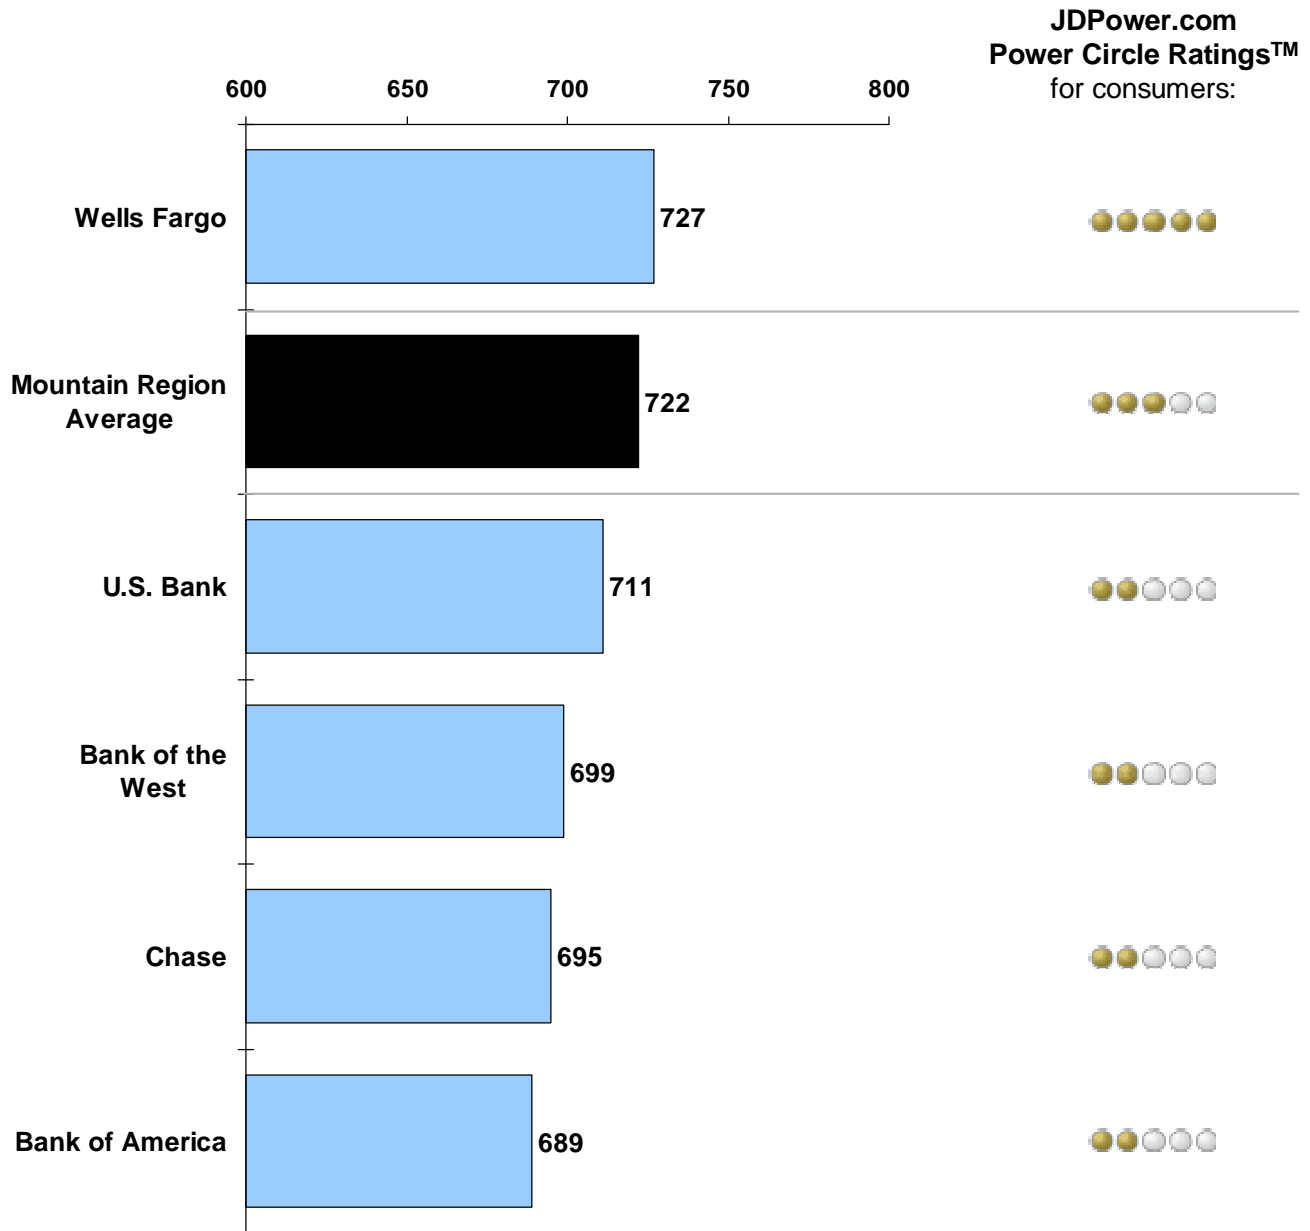 JDPower.com
Power Circle Ratings™
for consumers:
600 650 700 750 800
Wells Fargo 727
Mountain Region
Average
722
U.S. Bank 711
Bank of the
West
699
Chase 695
Bank of America 689